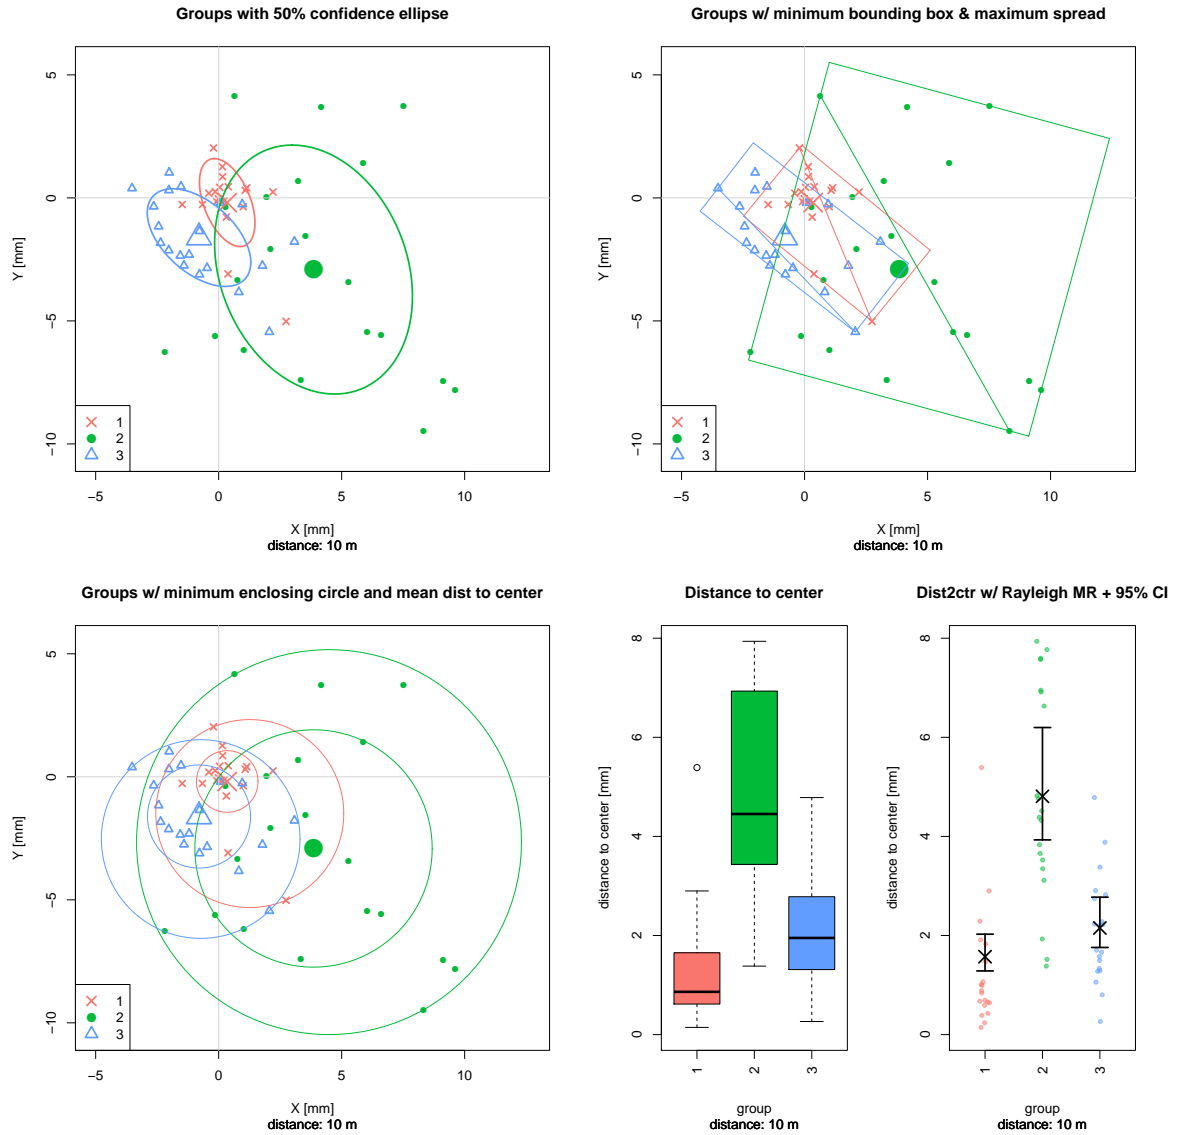 Groups with 50% confidence ellipse
5
0
−5
−10
Y [mm]
1
2
3
−5 0 5 10
X [mm]
distance: 10 m
Groups w/ minimum bounding box & maximum spread
5
0
−5
−10
Y [mm]
1
2
3
−5 0 5 10
X [mm]
distance: 10 m
Groups w/ minimum enclosing circle and mean dist to center
5
0
−5
−10
Y [mm]
1
2
3
−5 0 5 10
X [mm]
distance: 10 m
Distance to center
8
6
4
2
0
distance to center [mm]
1 2 3
group
distance: 10 m
Dist2ctr w/ Rayleigh MR + 95% CI
8
6
4
2
0
distance to center [mm]
1 2 3
group
distance: 10 m